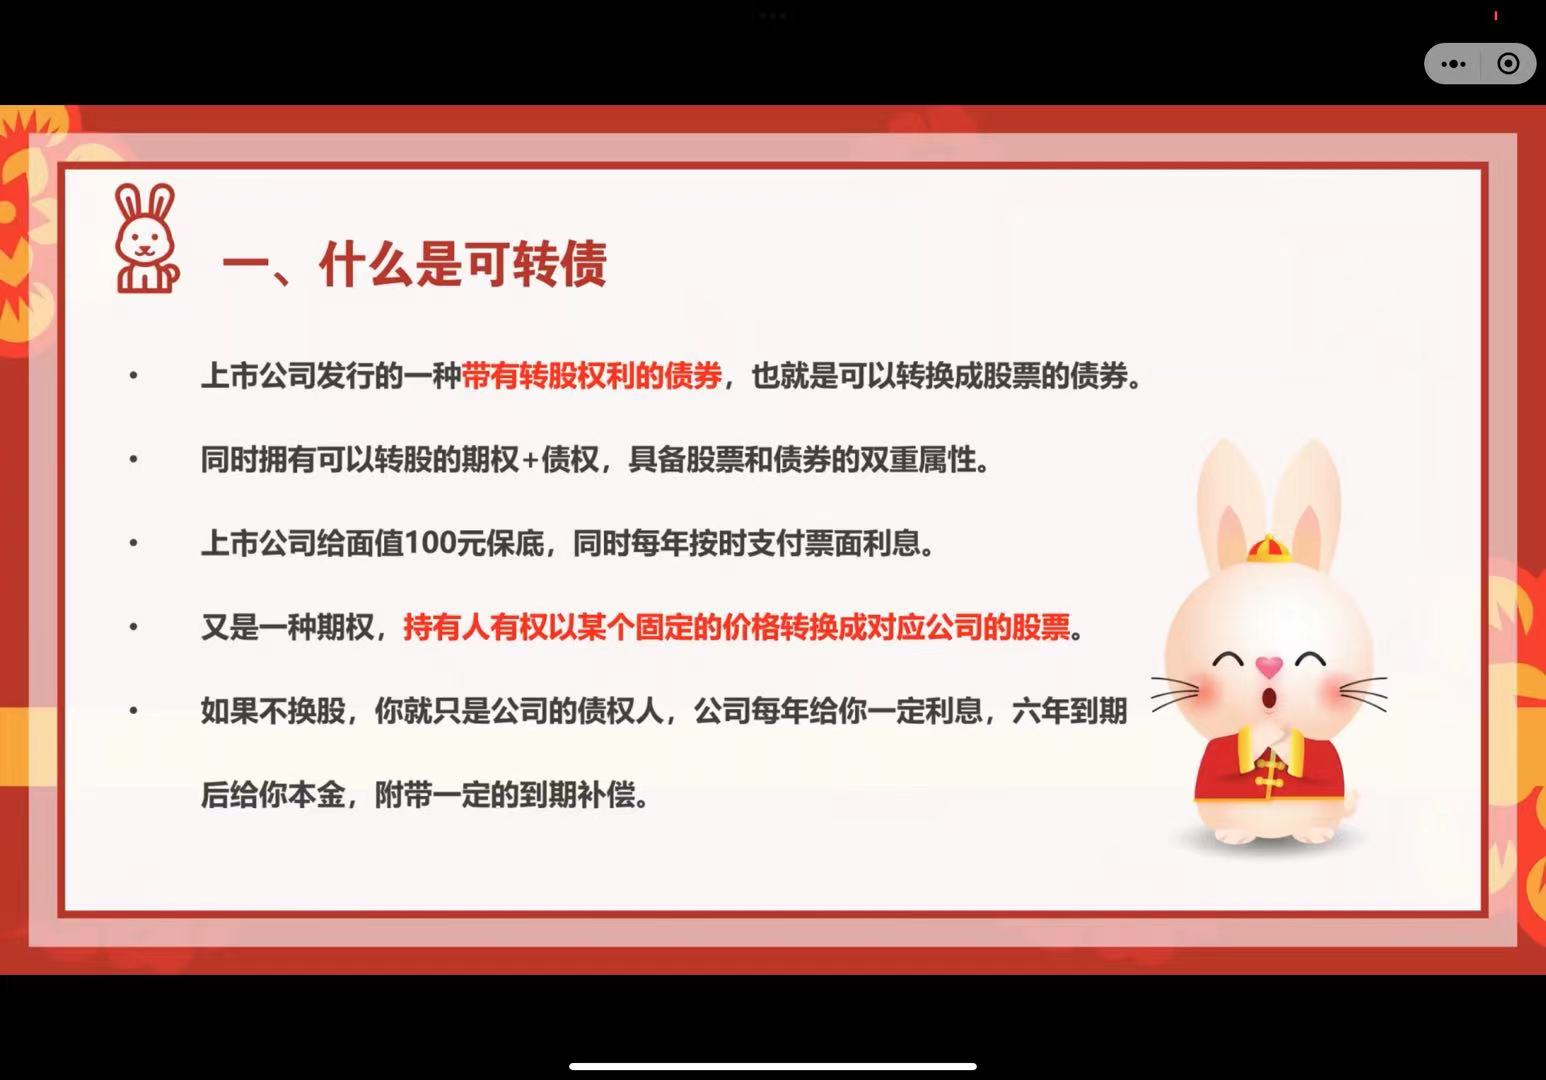 一、什么是可转债
• 上市公司发行的一种带有转股权利的债券，也就是可以转换成股票的债券。
• 同时拥有可以转股的期权+债权，具备股票和债券的双重属性。
• 上市公司给面值100元保底，同时每年按时支付票面利息。
• 又是一种期权，持有人有权以某个固定的价格转换成对应公司的股票。
• 如果不换股，你就只是公司的债权人，公司每年给你一定利息，六年到期
后给你本金，附带一定的到期补偿。